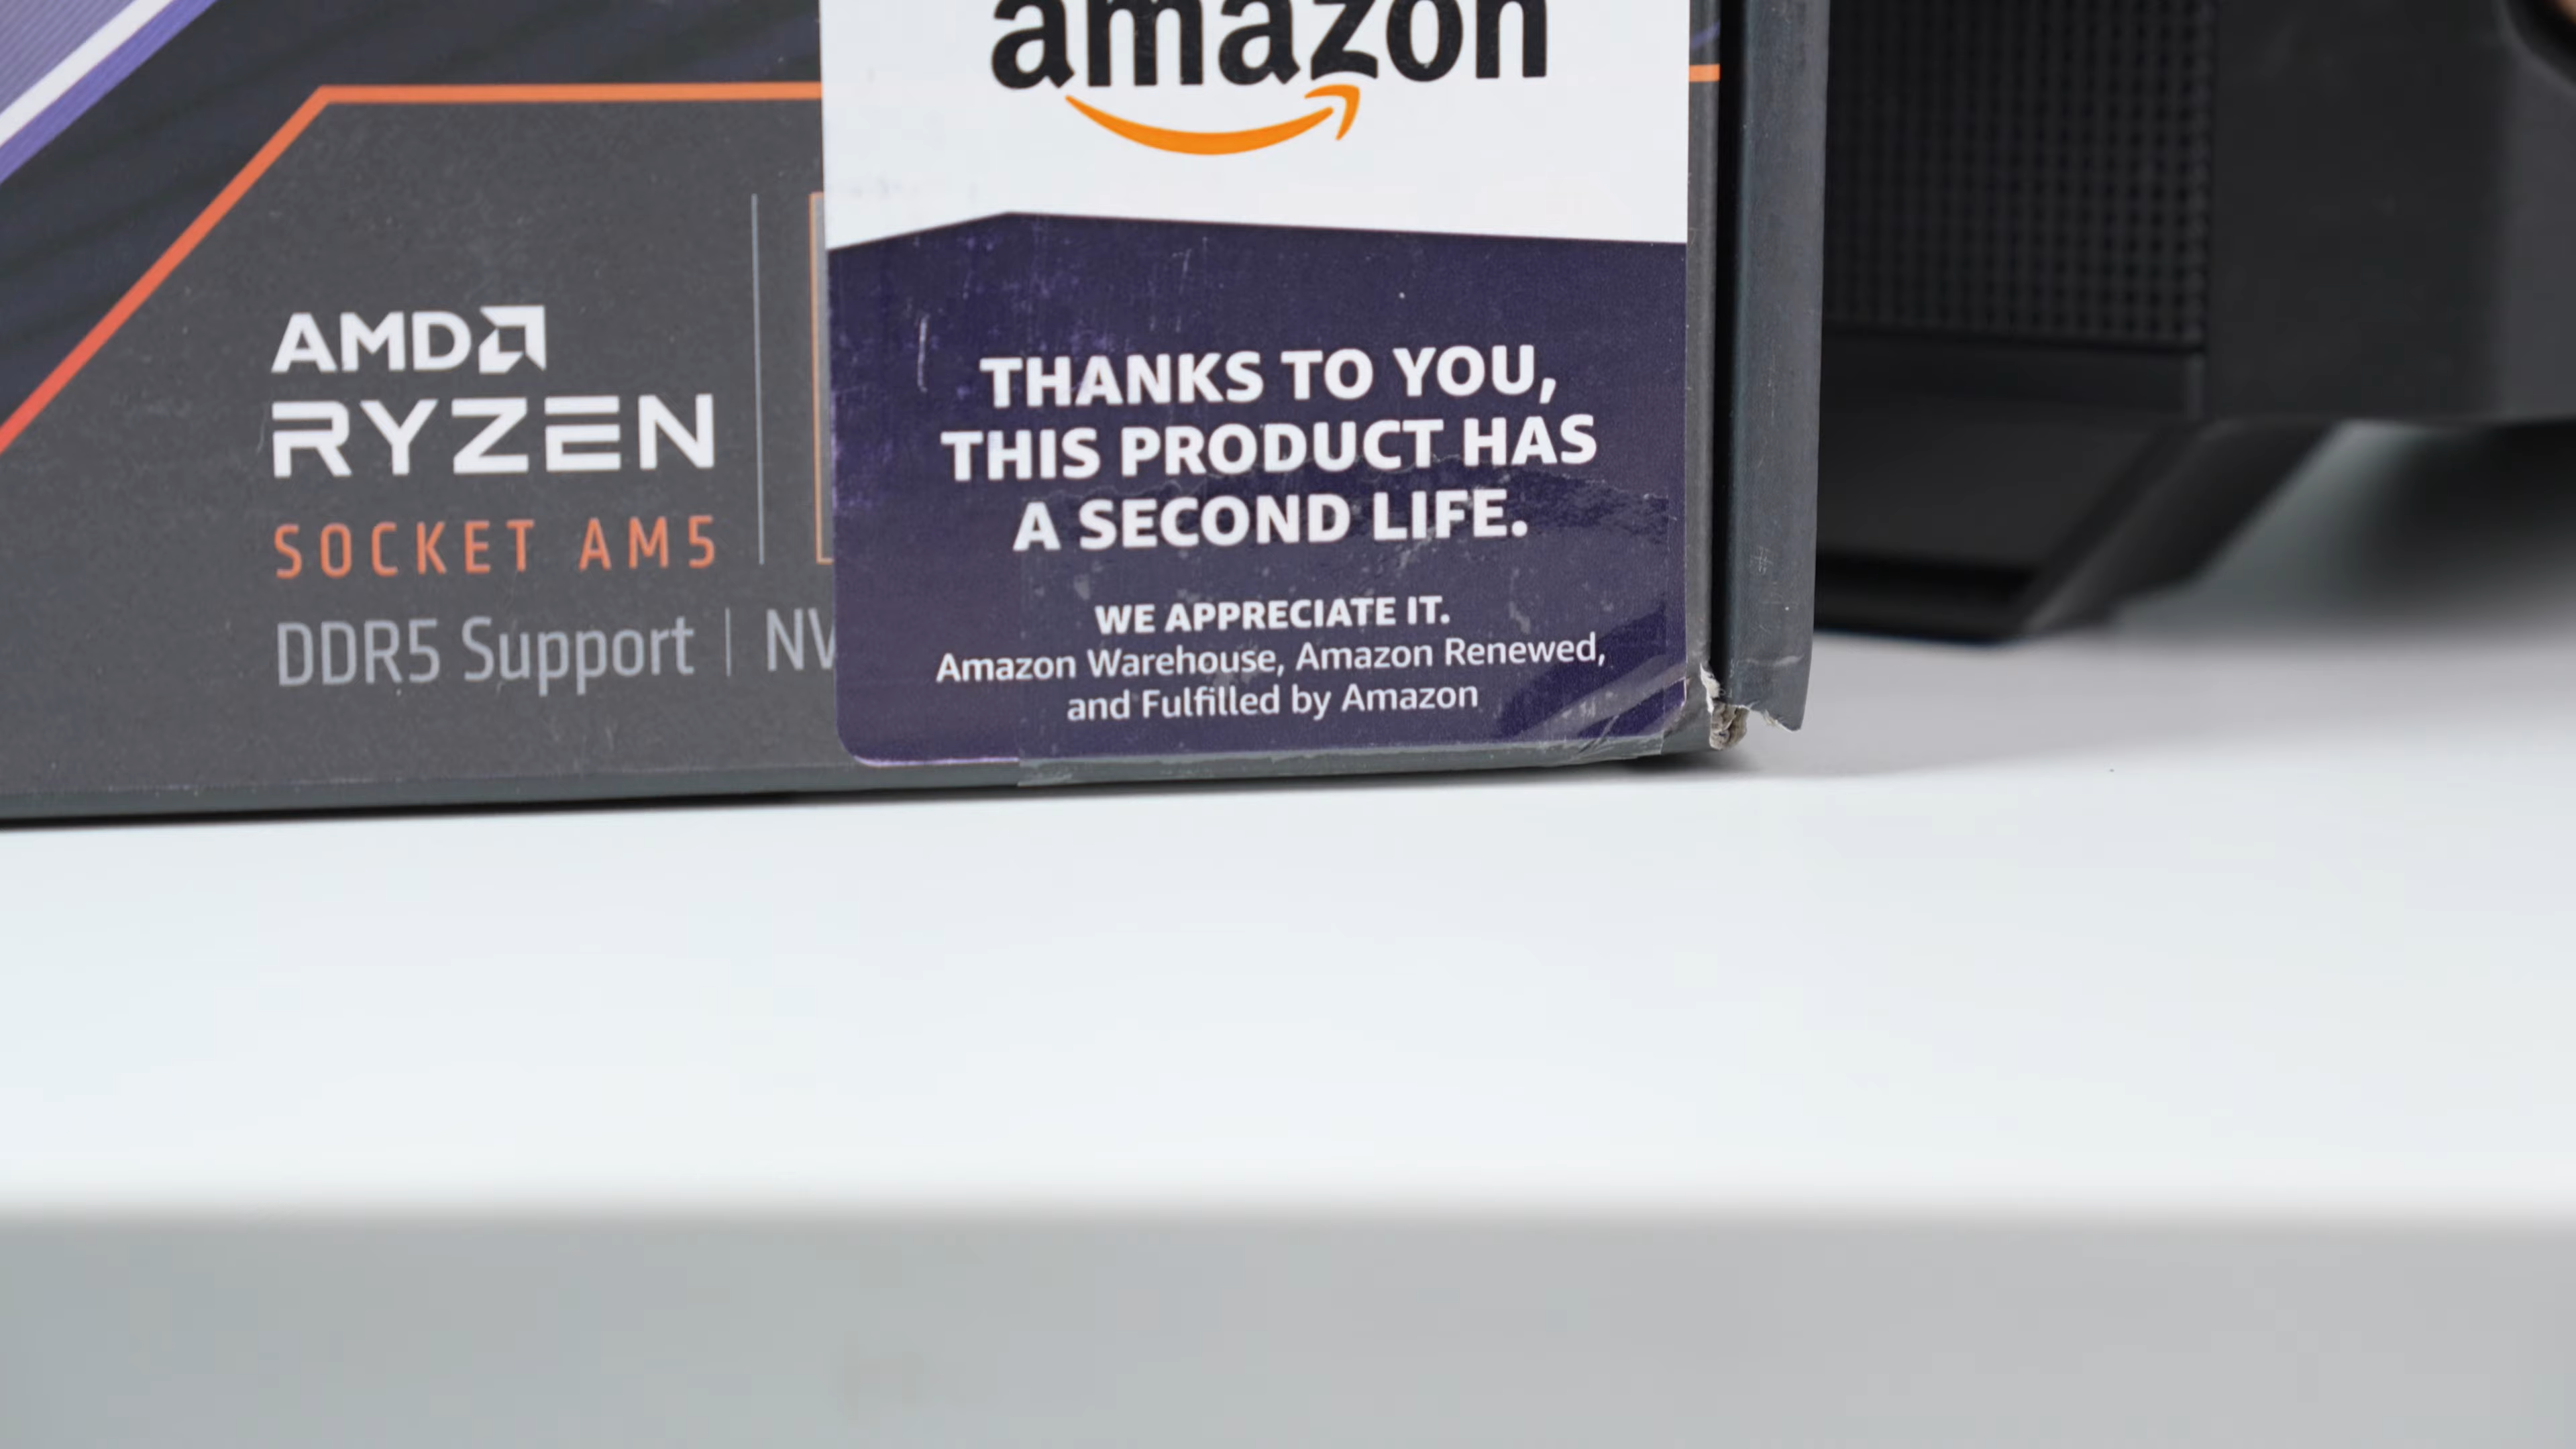 AMD
RYZEN
SOCKET AM5
DDR5 Support | NV
amazon
THANKS TO YOU,
THIS PRODUCT HAS
A SECOND LIFE.
WE APPRECIATE IT.
Amazon Warehouse, Amazon Renewed,
and Fulfilled by Amazon